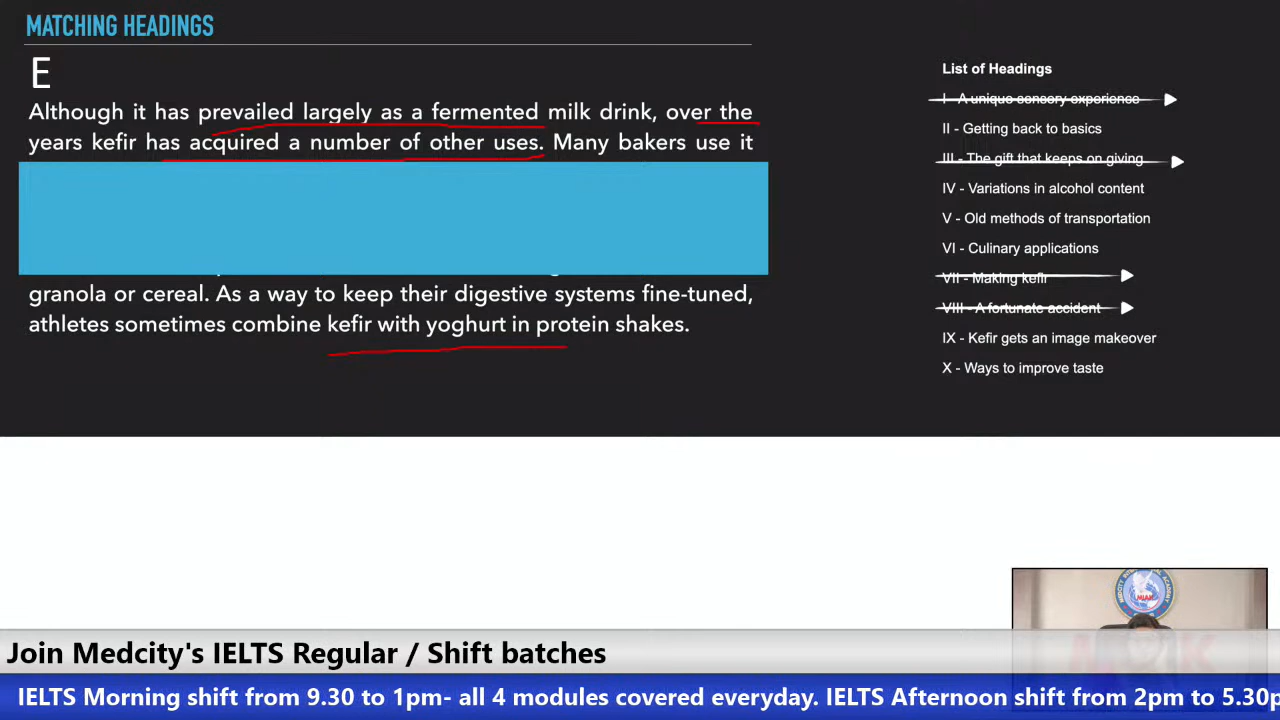 MATCHING HEADINGS
E
Although it has prevailed largely as a fermented milk drink, over the
years kefir has acquired a number of other uses. Many bakers use it
granola or cereal. As a way to keep their digestive systems fine-tuned,
athletes sometimes combine kefir with yoghurt in protein shakes.
List of Headings
I - A unique sensory experience
II - Getting back to basics
III - The gift that keeps on giving
IV - Variations in alcohol content
V - Old methods of transportation
VI - Culinary applications
VII - Making kefir
VIII - A fortunate accident
IX - Kefir gets an image makeover
X - Ways to improve taste
Join Medcity's IELTS Regular / Shift batches
IELTS Morning shift from 9.30 to 1pm- all 4 modules covered everyday. IELTS Afternoon shift from 2pm to 5.30p